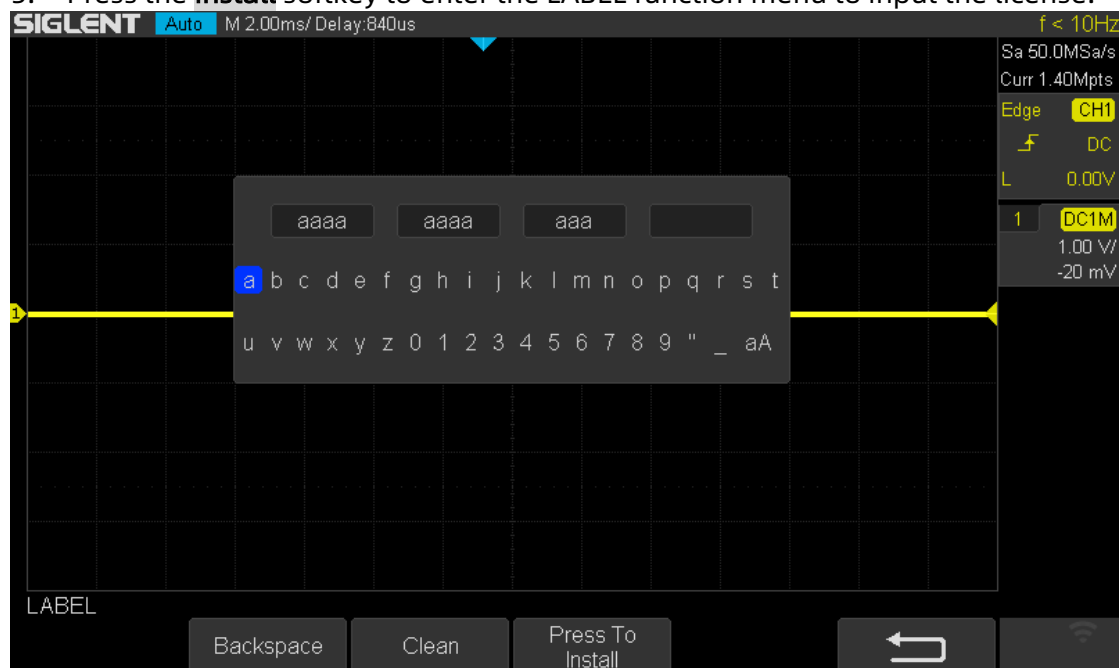 Press the Install softkey to enter the LABEL function menu to input the license.
SIGLENT Auto M 2.00ms/ Delay:840us f < 10Hz
Sa 50.0MSa/s
Curr 1.40Mpts
Edge CH1
DC
L 0.00V
1 DC1M
1.00 V/
-20 mV
aaaa aaaa aaa
a b c d e f g h i j k l m n o p q r s t
u v w x y z 0 1 2 3 4 5 6 7 8 9 " _ aA
1
LABEL
Backspace Clean Press To
Install